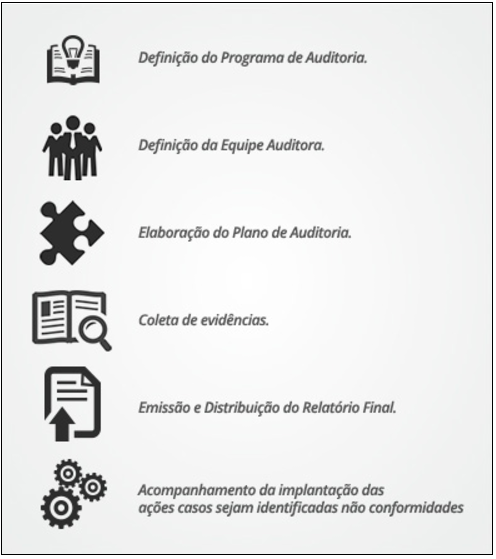 Definição do Programa de Auditoria.
Definição da Equipe Auditora.
Elaboração do Plano de Auditoria.
Coleta de evidências.
Emissão e Distribuição do Relatório Final.
Acompanhamento da implantação das
ações casos sejam identificadas não conformidades